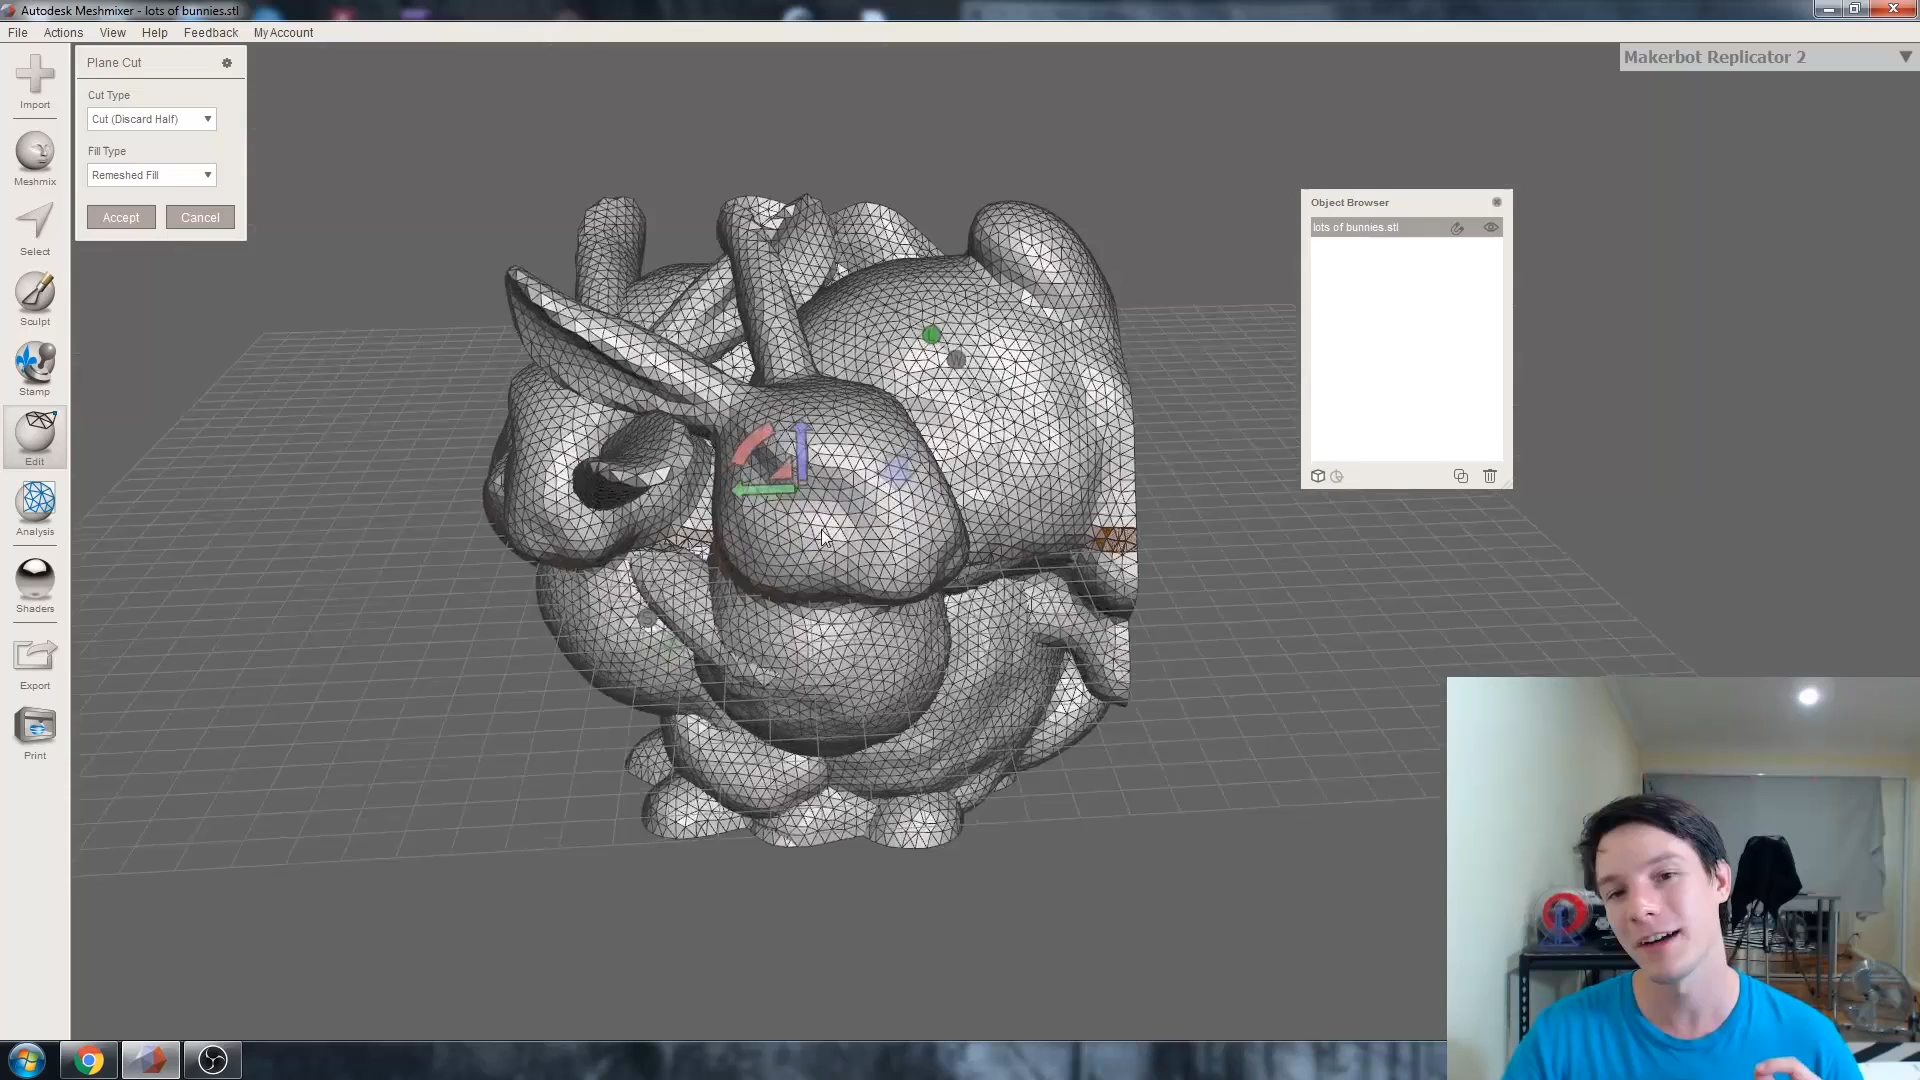 Autodesk Meshmixer - lots of bunnies.stl
File Actions View Help Feedback My Account
Plane Cut
Cut Type
Cut (Discard Half)
Fill Type
Remeshed Fill
Accept Cancel
Import
Meshmix
Select
Sculpt
Stamp
Edit
Analysis
Shaders
Export
Print
Makerbot Replicator 2
Object Browser
lots of bunnies.stl